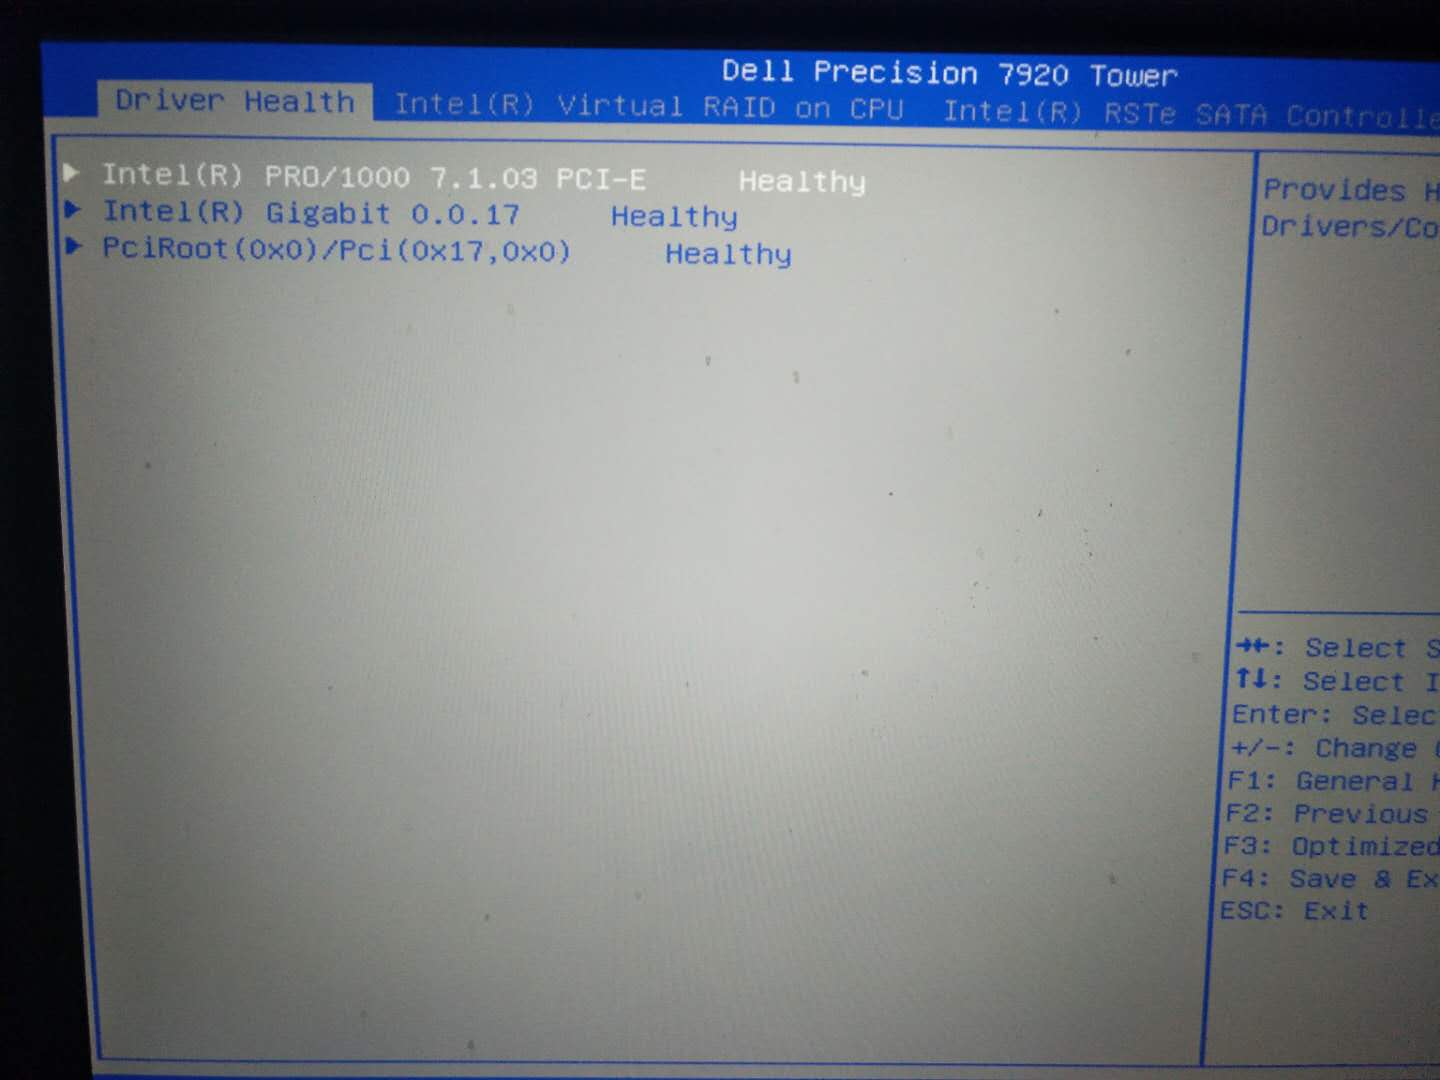 Dell Precision 7920 Tower
Driver Health Intel(R) Virtual RAID on CPU Intel(R) RSTe SATA Controlle
Intel(R) PRO/1000 7.1.03 PCI-E Healthy
Intel(R) Gigabit 0.0.17 Healthy
PciRoot(0x0)/Pci(0x17,0x0) Healthy
Provides H
Drivers/Co
→←: Select S
↑↓: Select I
Enter: Selec
+/-: Change
F1: General H
F2: Previous
F3: Optimized
F4: Save & Ex
ESC: Exit